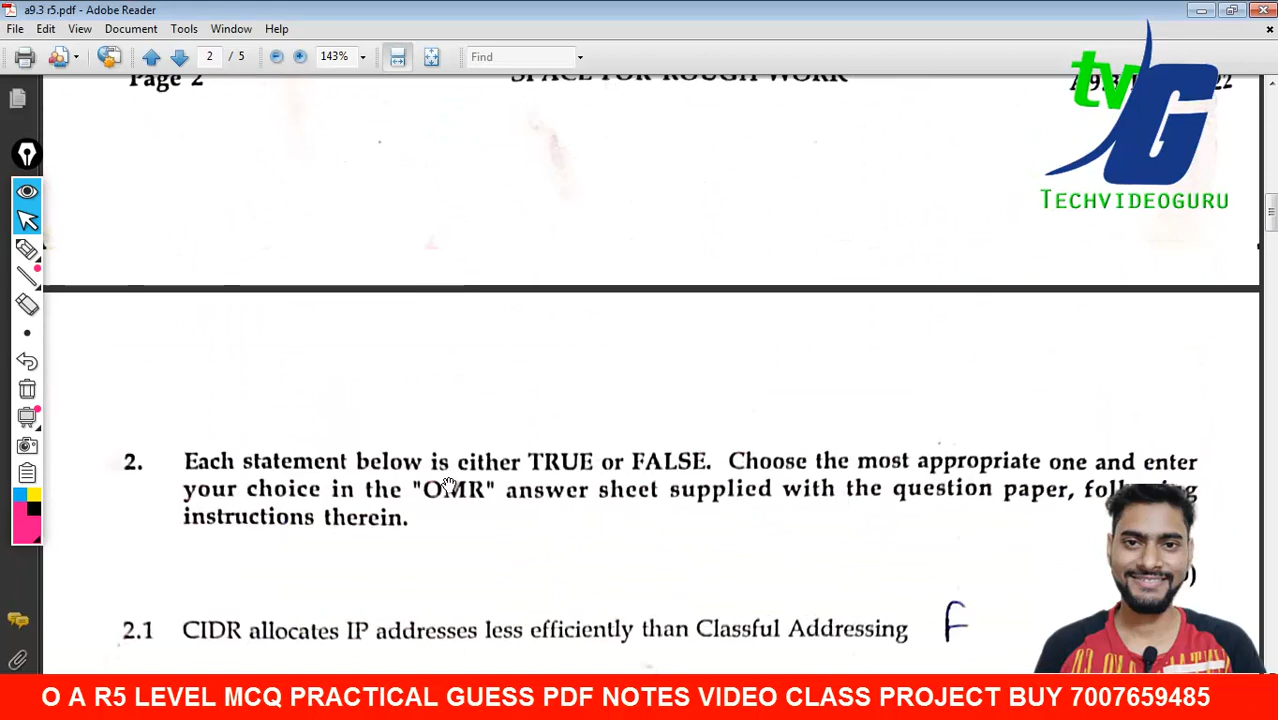 a9.3 r5.pdf - Adobe Reader
File Edit View Document Tools Window Help
2 / 5 143% Find
Page 2 SPACE FOR ROUGH WORK
tv G
TECHVIDEOGURU
2. Each statement below is either TRUE or FALSE. Choose the most appropriate one and enter
your choice in the "OMR" answer sheet supplied with the question paper, following
instructions therein.
2.1 CIDR allocates IP addresses less efficiently than Classful Addressing F
O A R5 LEVEL MCQ PRACTICAL GUESS PDF NOTES VIDEO CLASS PROJECT BUY 7007659485